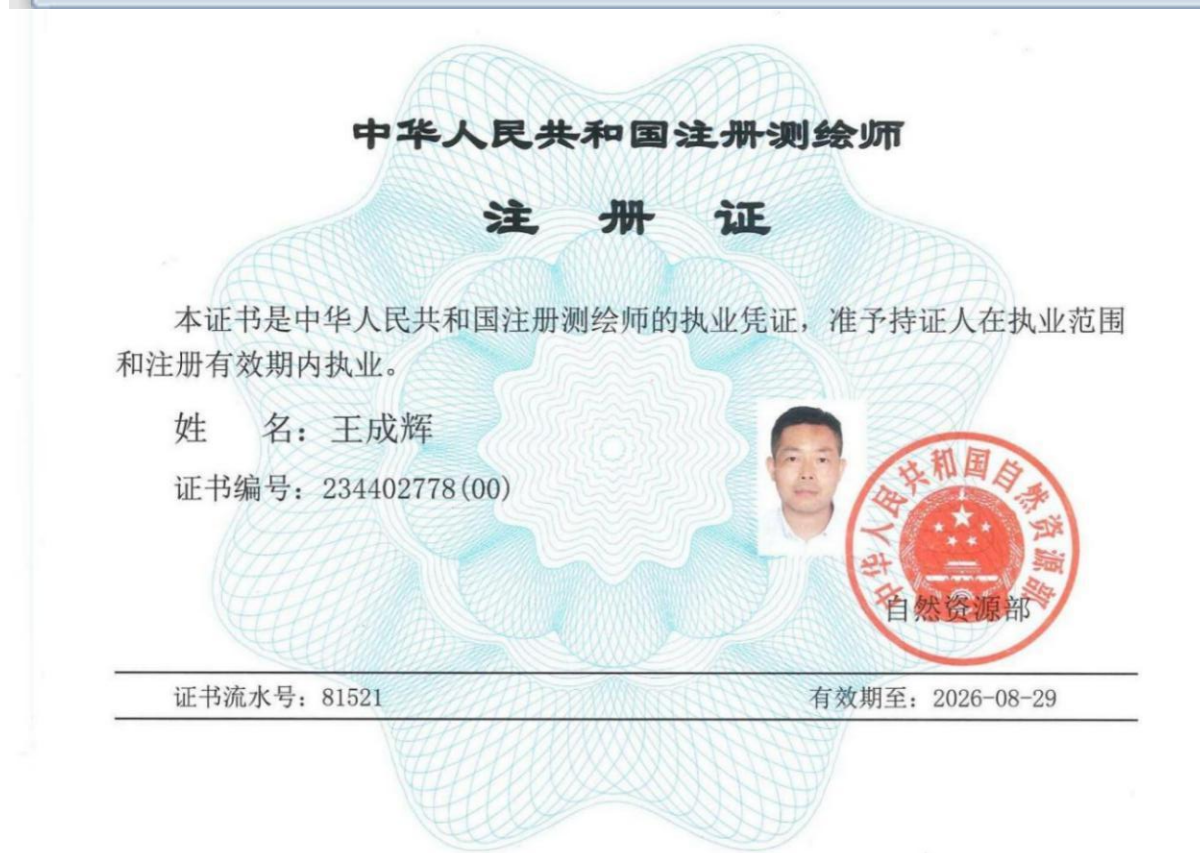 中华人民共和国注册测绘师
注 册 证
本证书是中华人民共和国注册测绘师的执业凭证，准予持证人在执业范围
和注册有效期内执业。
姓 名：王成辉
证书编号：234402778(00)
中华人民共和国自然资源部
自然资源部
证书流水号：81521
有效期至：2026-08-29